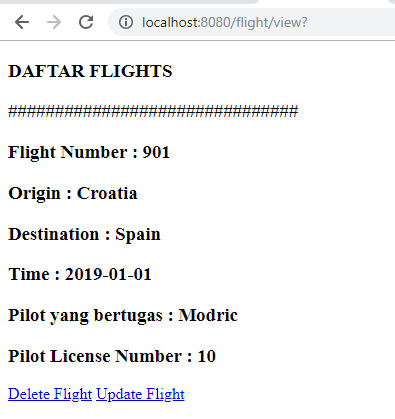 localhost:8080/flight/view?
DAFTAR FLIGHTS
###############################
Flight Number : 901
Origin : Croatia
Destination : Spain
Time : 2019-01-01
Pilot yang bertugas : Modric
Pilot License Number : 10
Delete Flight Update Flight